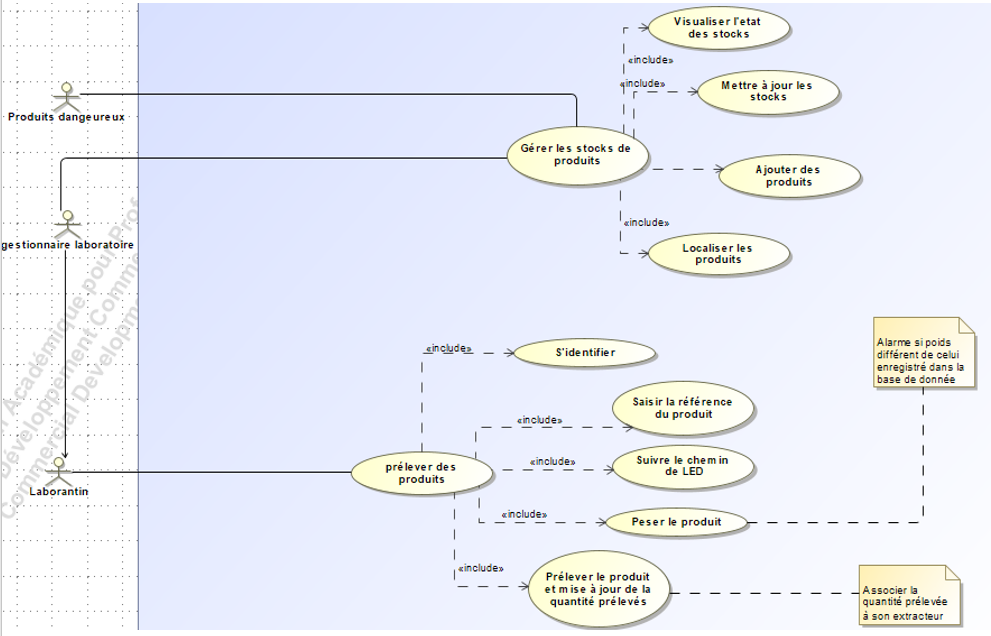 Visualiser l'etat
des stocks
«include»
«include»
Mettre à jour les
stocks
Produits dangeureux
Gérer les stocks de
produits
Ajouter des
produits
«include»
gestionnaire laboratoire
Localiser les
produits
Alarme si poids
différent de celui
enregistré dans la
base de donnée
«include»
S'identifier
Saisir la référence
du produit
«include»
prélever des
produits
«include»
Suivre le chemin
de LED
Laborantin
«include»
Peser le produit
«include»
Prélever le produit
et mise à jour de la
quantité prélevés
Associer la
quantité prélevée
à son extracteur
Académique pour Prof
Développement Comme
Commercial Develop